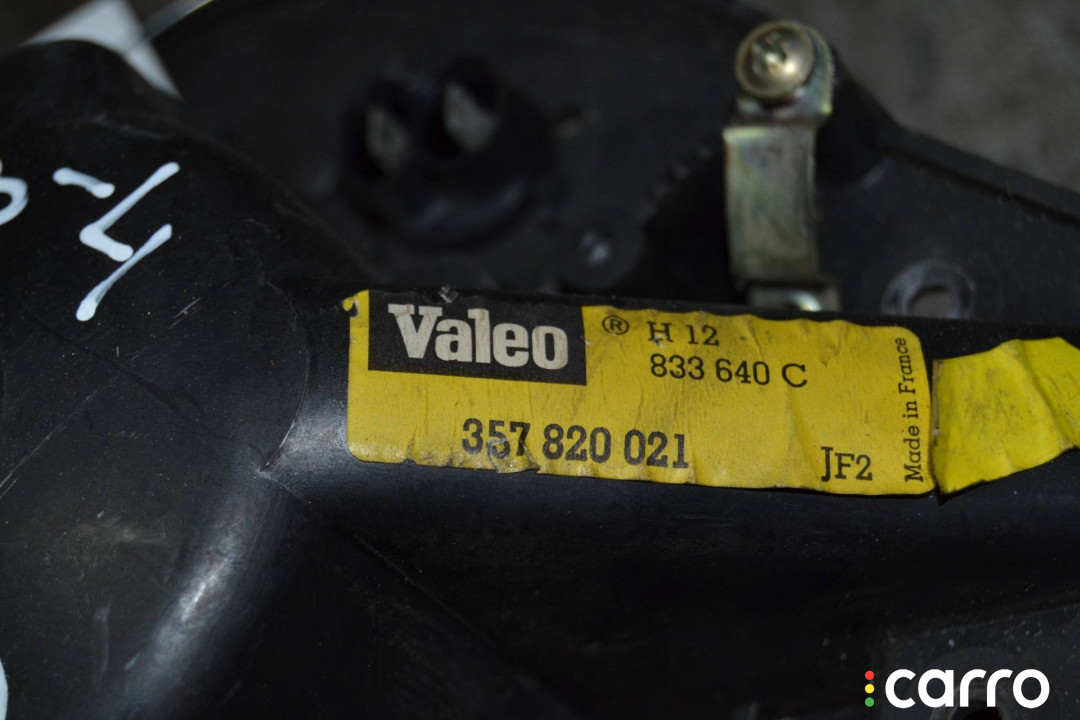 Valeo ® H 12
833 640 C
357 820 021
JF2
Made in France
carro